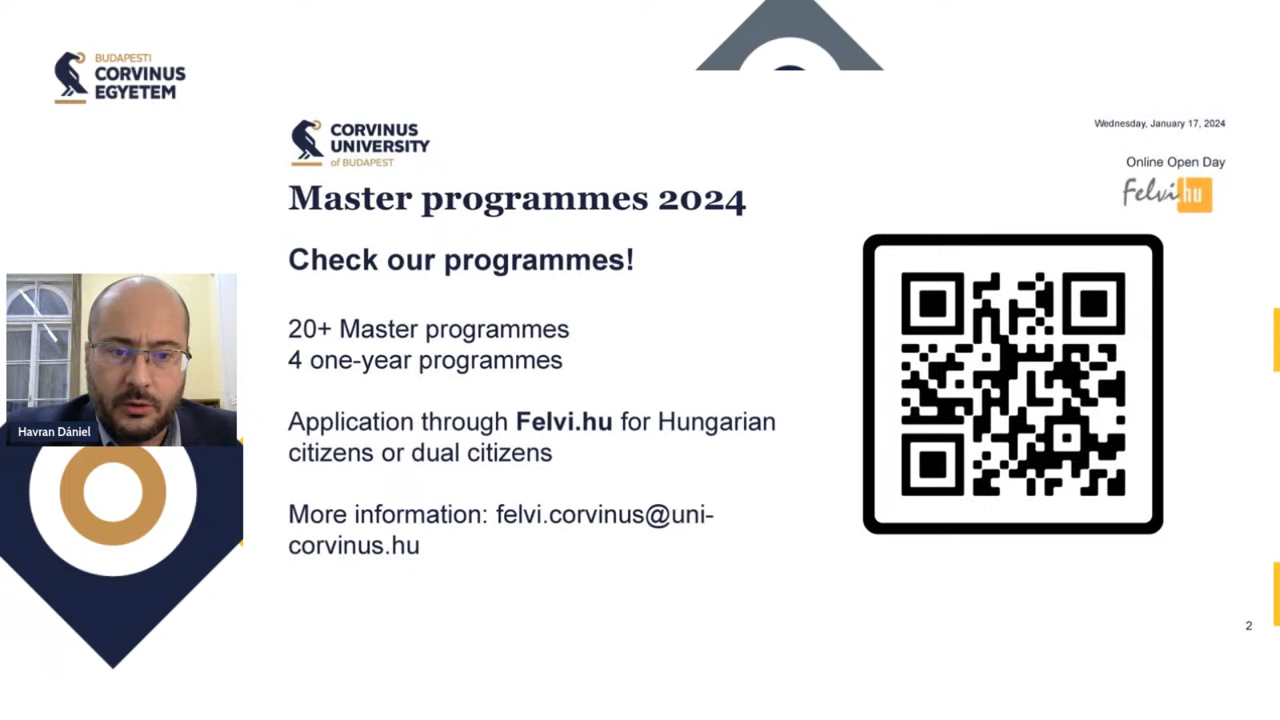 BUDAPESTI
CORVINUS
EGYETEM
CORVINUS
UNIVERSITY
of BUDAPEST
Wednesday, January 17, 2024
Online Open Day
Felvi.hu
Master programmes 2024
Check our programmes!
20+ Master programmes
4 one-year programmes
Application through Felvi.hu for Hungarian
citizens or dual citizens
More information: felvi.corvinus@uni-
corvinus.hu
Havran Dániel
2